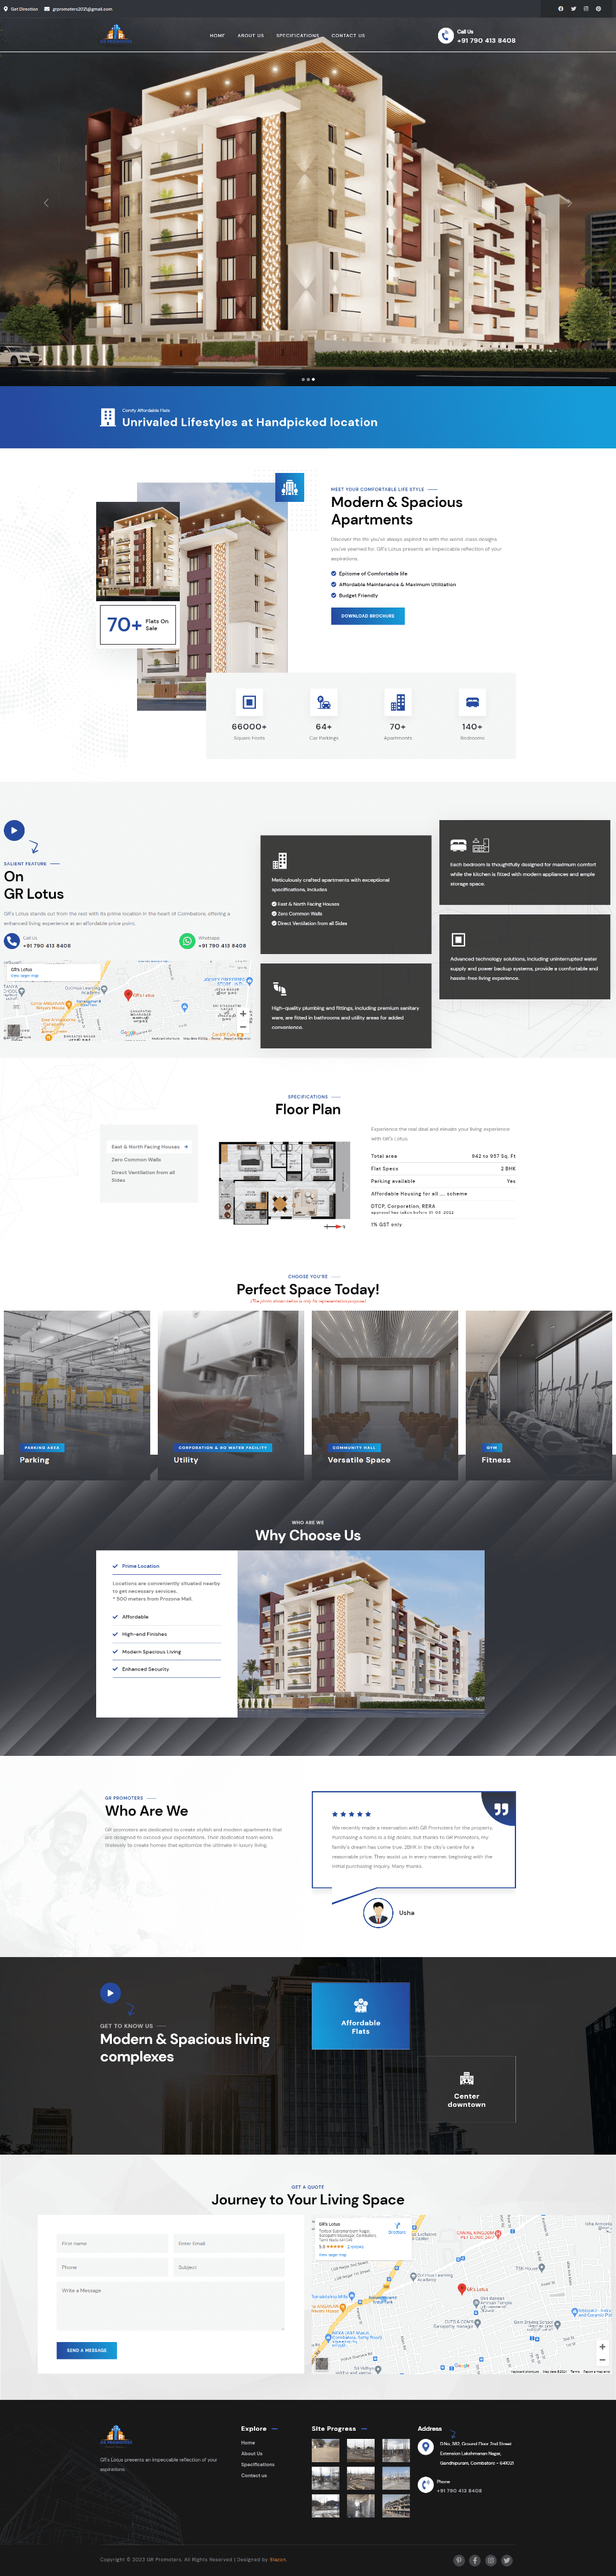 Get Direction
grpromoters2021@gmail.com
GR PROMOTERS
HOME
ABOUT US
SPECIFICATIONS
CONTACT US
Call Us
+91 790 413 8408
Comfy Affordable Flats
Unrivaled Lifestyles at Handpicked location
MEET YOUR COMFORTABLE LIFE STYLE
Modern & Spacious
Apartments
Discover the life you've always aspired to with the world-class designs
you've yearned for. GR's Lotus presents an impeccable reflection of your
aspirations.
Epitome of Comfortable life
Affordable Maintenance & Maximum Utilization
Budget Friendly
DOWNLOAD BROCHURE
70+
Flats On
Sale
66000+
Square Feets
64+
Car Parkings
70+
Apartments
140+
Bedrooms
SALIENT FEATURE
On
GR Lotus
GR's Lotus stands out from the rest with its prime location in the heart of Coimbatore, offering a
enhanced living experience at an affordable price point.
Call Us
+91 790 413 8408
Whatsapp
+91 790 413 8408
GR's Lotus
View larger map
GR's Lotus
Google
Meticulously crafted apartments with exceptional
specifications, includes
East & North Facing Houses
Zero Common Walls
Direct Ventilation from all Sides
High-quality plumbing and fittings, including premium sanitary
ware, are fitted in bathrooms and utility areas for added
convenience.
Each bedroom is thoughtfully designed for maximum comfort
while the kitchen is fitted with modern appliances and ample
storage space.
Advanced technology solutions, including uninterrupted water
supply and power backup systems, provide a comfortable and
hassle-free living experience.
SPECIFICATIONS
Floor Plan
East & North Facing Houses
Zero Common Walls
Direct Ventilation from all
Sides
Experience the real deal and elevate your living experience
with GR's Lotus.
Total area
942 to 957 Sq. Ft
Flat Specs
2 BHK
Parking available
Yes
Affordable Housing for all .... scheme
DTCP, Corporation, RERA
1% GST only
CHOOSE YOU'RE
Perfect Space Today!
(The photo shown below is only for representation purpose)
PARKING AREA
Parking
CORPORATION & RO WATER FACILITY
Utility
COMMUNITY HALL
Versatile Space
GYM
Fitness
WHO ARE WE
Why Choose Us
Prime Location
Locations are conveniently situated nearby
to get necessary services.
* 500 meters from Prozone Mall.
Affordable
High-end Finishes
Modern Spacious Living
Enhanced Security
GR PROMOTERS
Who Are We
GR promoters are dedicated to create stylish and modern apartments that
are designed to exceed your expectations. Their dedicated team works
tirelessly to create homes that epitomize the ultimate in luxury living.
We recently made a reservation with GR Promoters for the property.
Purchasing a home is a big desire, but thanks to GR Promoters, my
family's dream has come true. 2BHK in the city's centre for a
reasonable price. They assist us in every manner, beginning with the
initial purchasing inquiry. Many thanks.
Usha
GET TO KNOW US
Modern & Spacious living
complexes
Affordable
Flats
Center
downtown
GET A QUOTE
Journey to Your Living Space
First name
Enter Email
Phone
Subject
Write a Message
SEND A MESSAGE
GR's Lotus
Directions
View larger map
GR's Lotus
Google
GR PROMOTERS
GR's Lotus presents an impeccable reflection of your
aspirations.
Explore
Home
About Us
Specifications
Contact us
Site Progress
Address
D.No, 382, Ground Floor 2nd Street
Extension Lakshmanan Nagar,
Gandhipuram, Coimbatore - 641021
Phone
+91 790 413 8408
Copyright © 2023 GR Promoters. All Rights Reserved | Designed by